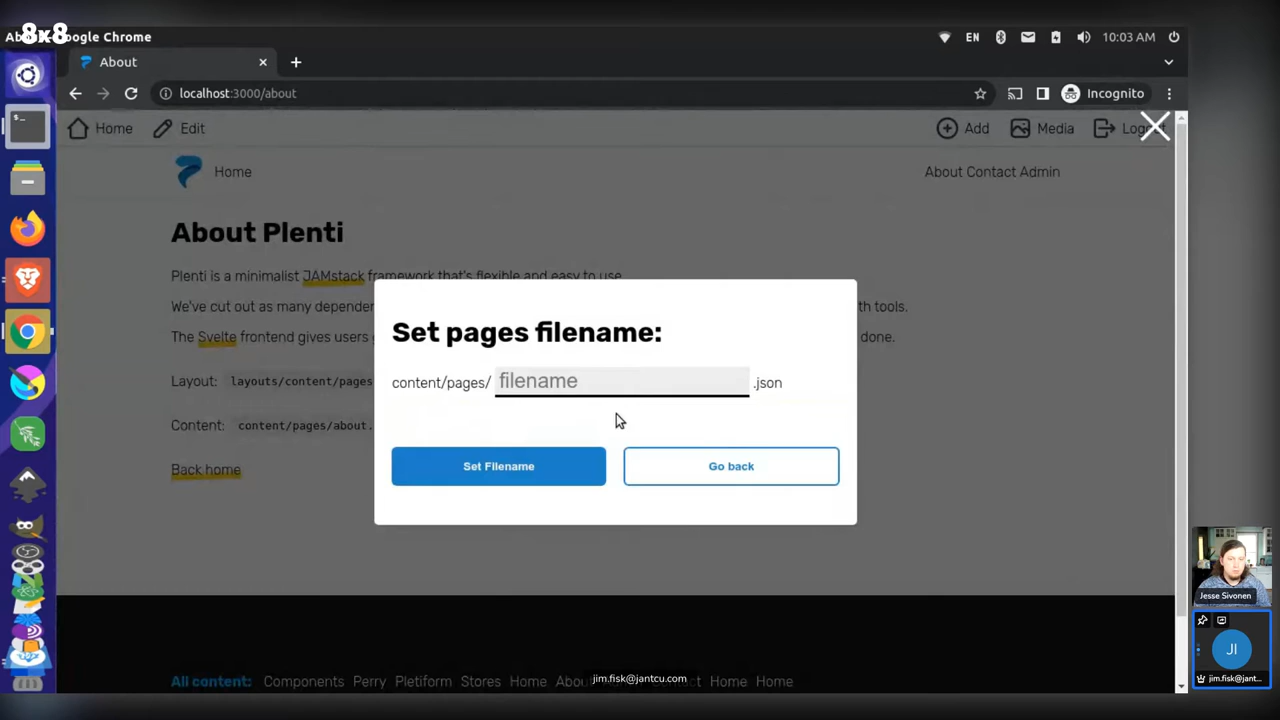 8x8
Abo
ogle Chrome
EN
10:03 AM
About
localhost:3000/about
Incognito
Home
Edit
Add
Media
Logout
Home
About Contact Admin
About Plenti
Plenti is a minimalist JAMstack framework that's flexible and easy to use.
We've cut out as many depende
th tools.
The Svelte frontend gives users
done.
Set pages filename:
content/pages/ filename .json
Set Filename
Go back
Layout: layouts/content/pages
Content: content/pages/about.
Back home
Jesse Sivonen
JI
jim.fisk@jant...
All content: Components Perry Pletiform Stores Home Home Home
jim.fisk@jantcu.com